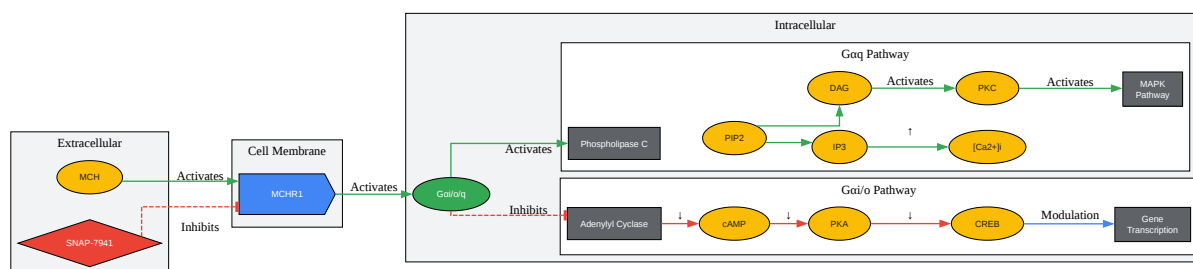 Intracellular
Gαq Pathway
DAG
Activates
PKC
Activates
MAPK
Pathway
Phospholipase C
PIP2
IP3
↑
[Ca2+]i
Activates
Extracellular
MCH
Activates
SNAP-7941
Inhibits
Cell Membrane
MCHR1
Activates
Gαi/o/q
Inhibits
Gαi/o Pathway
Adenylyl Cyclase
↓
cAMP
↓
PKA
↓
CREB
Modulation
Gene
Transcription